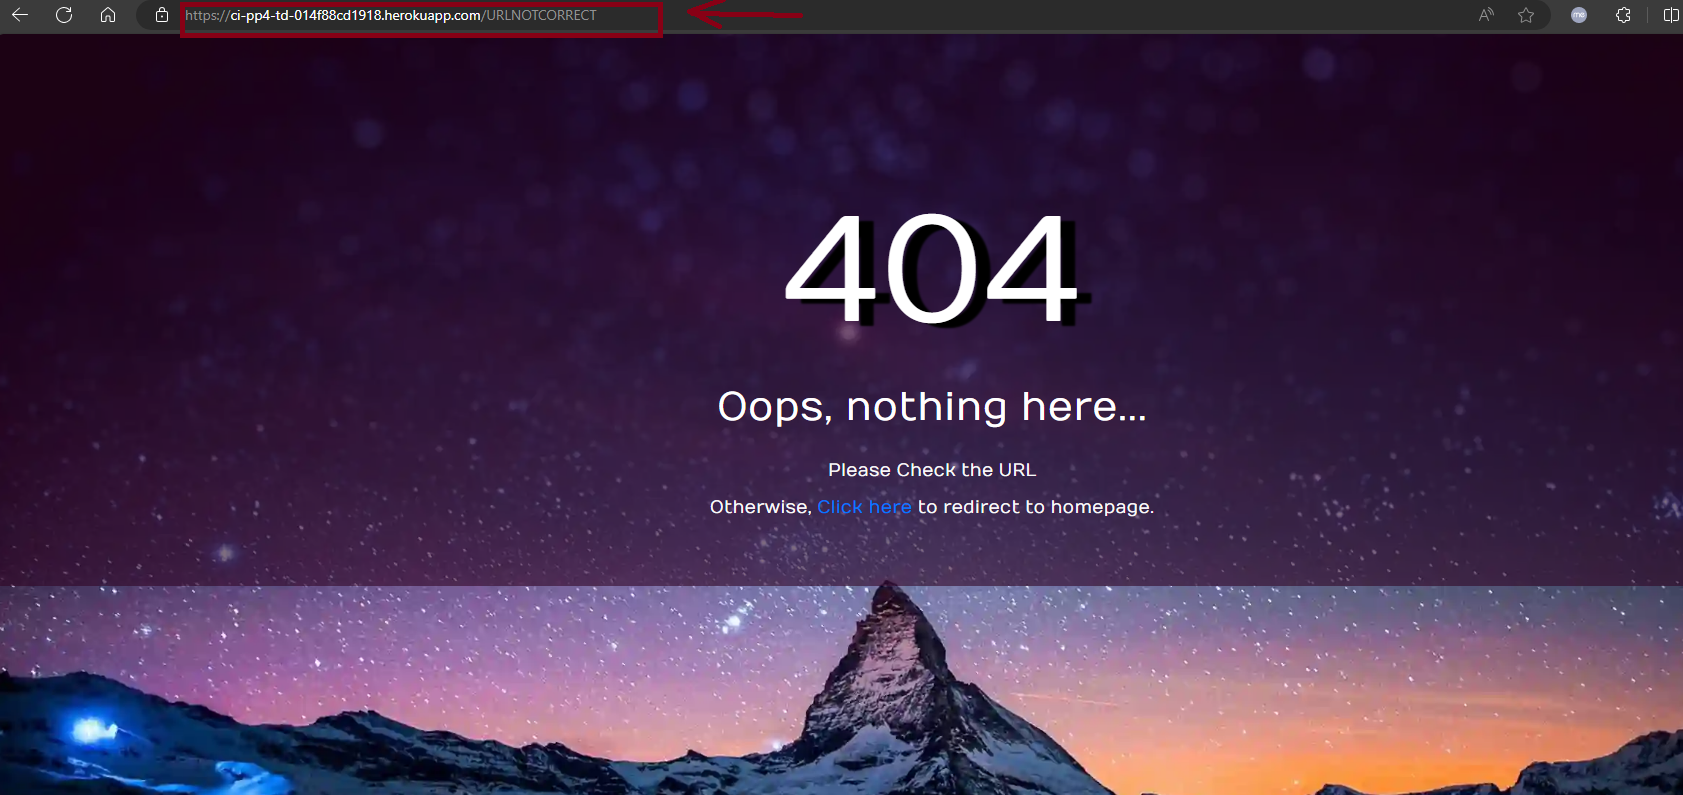 https://ci-pp4-td-014f88cd1918.herokuapp.com/URLNOTCORRECT
A
me
404
Oops, nothing here...
Please Check the URL
Otherwise, Click here to redirect to homepage.